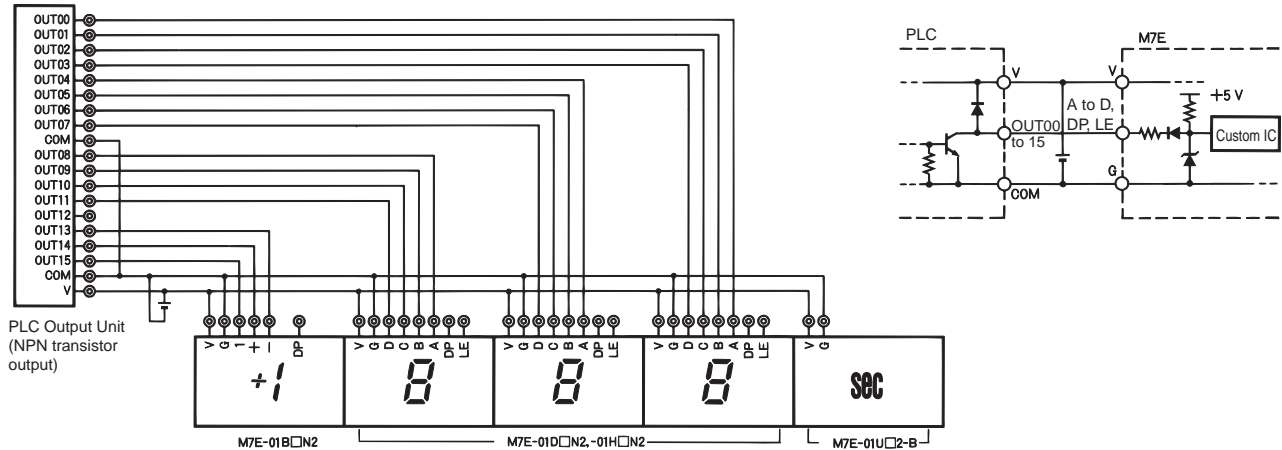 OUT00
OUT01
OUT02
OUT03
OUT04
OUT05
OUT06
OUT07
COM
OUT08
OUT09
OUT10
OUT11
OUT12
OUT13
OUT14
OUT15
COM
V
PLC Output Unit
(NPN transistor
output)
V G 1 + − DP
V G D C B A DP LE
V G D C B A DP LE
V G D C B A DP LE
V G
+1
8
8
8
sec
M7E-01B□N2
M7E-01D□N2,-01H□N2
M7E-01U□2-B
PLC
M7E
V
V
+5 V
A to D,
DP, LE
OUT00
to 15
Custom IC
G
COM